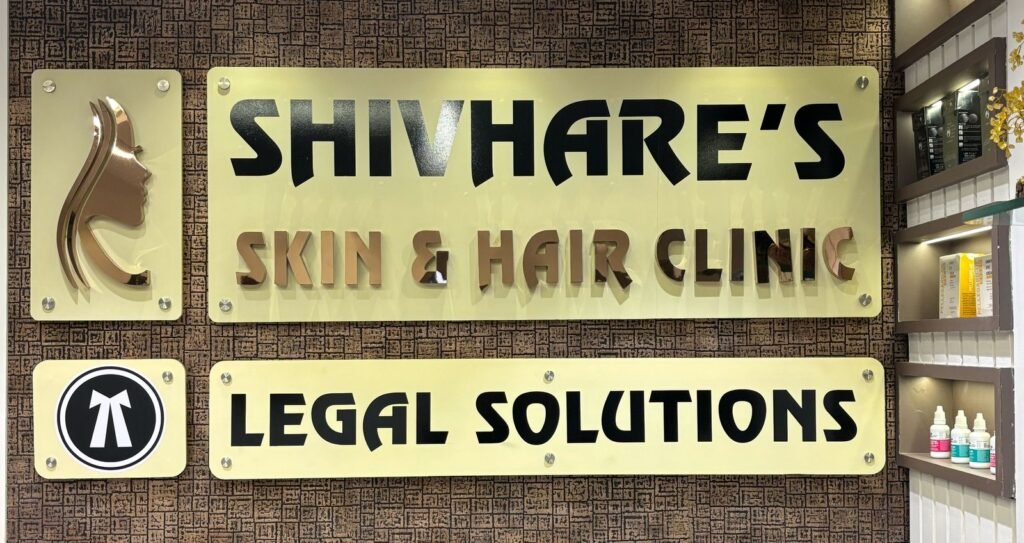 SHIVHARE'S
SKIN & HAIR CLINIC
LEGAL SOLUTIONS